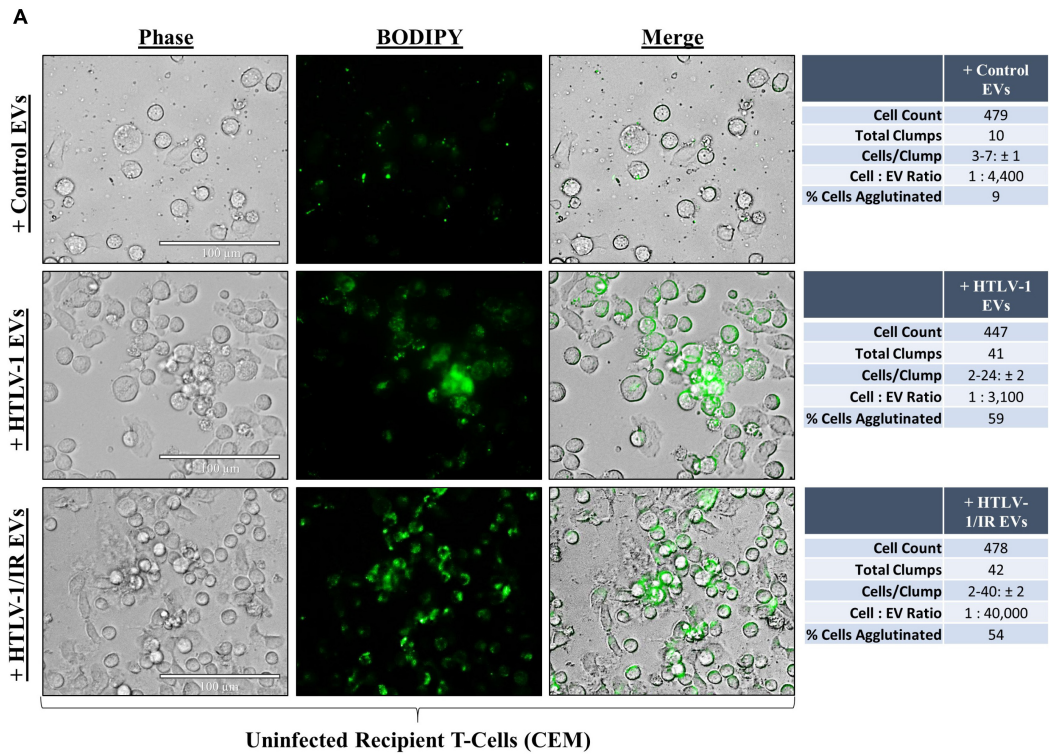 A
Phase
BODIPY
Merge
+ Control EVs
100 µm
+ Control
EVs
Cell Count 479
Total Clumps 10
Cells/Clump 3-7: ± 1
Cell : EV Ratio 1 : 4,400
% Cells Agglutinated 9
+ HTLV-1 EVs
100 µm
+ HTLV-1
EVs
Cell Count 447
Total Clumps 41
Cells/Clump 2-24: ± 2
Cell : EV Ratio 1 : 3,100
% Cells Agglutinated 59
+ HTLV-1/IR EVs
100 µm
+ HTLV-
1/IR EVs
Cell Count 478
Total Clumps 42
Cells/Clump 2-40: ± 2
Cell : EV Ratio 1 : 40,000
% Cells Agglutinated 54
Uninfected Recipient T-Cells (CEM)